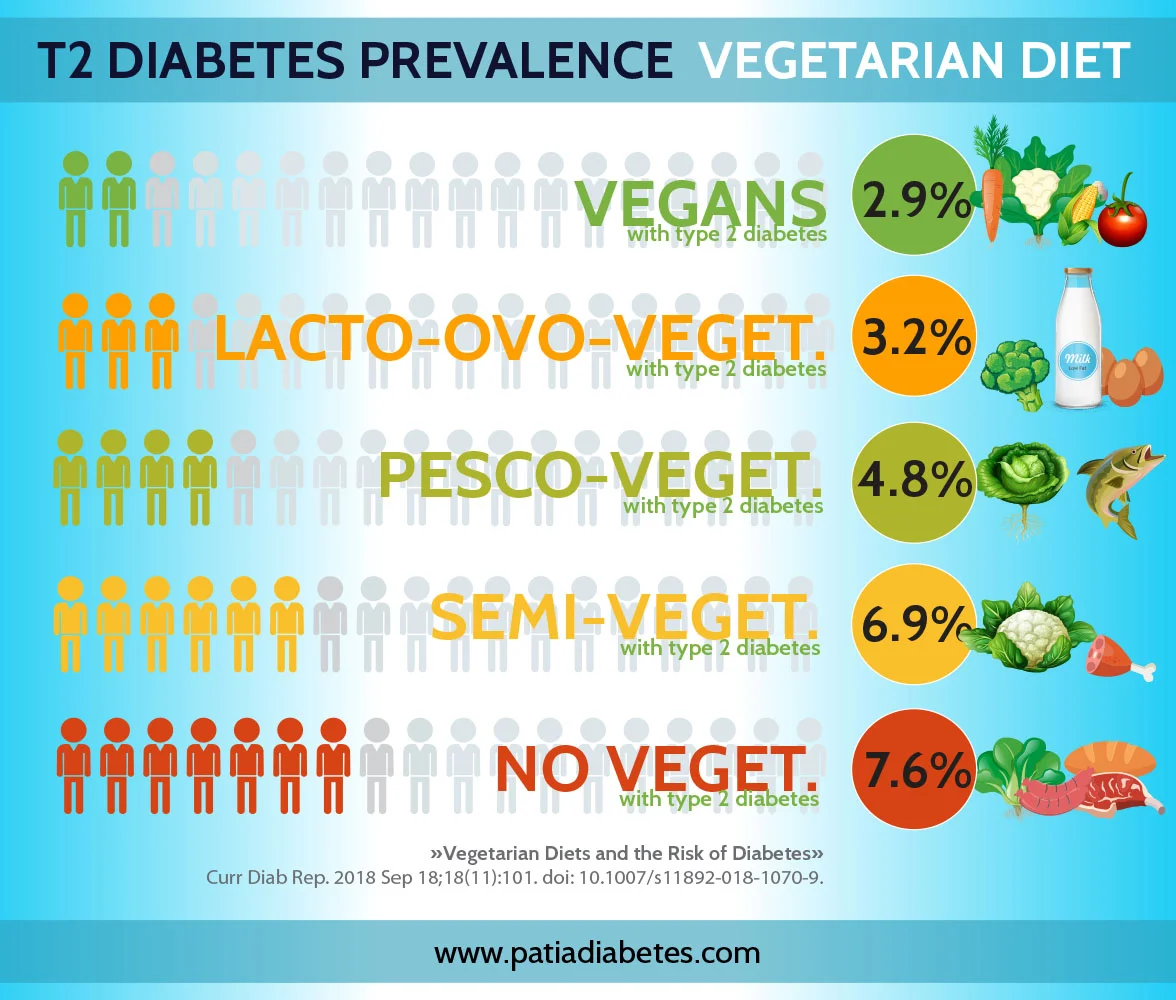 T2 DIABETES PREVALENCE VEGETARIAN DIET
VEGANS
with type 2 diabetes
2.9%
LACTO-OVO-VEGET.
with type 2 diabetes
3.2%
Milk
Low Fat
PESCO-VEGET.
with type 2 diabetes
4.8%
SEMI-VEGET.
with type 2 diabetes
6.9%
NO VEGET.
with type 2 diabetes
7.6%
»Vegetarian Diets and the Risk of Diabetes»
Curr Diab Rep. 2018 Sep 18;18(11):101. doi: 10.1007/s11892-018-1070-9.
www.patiadiabetes.com